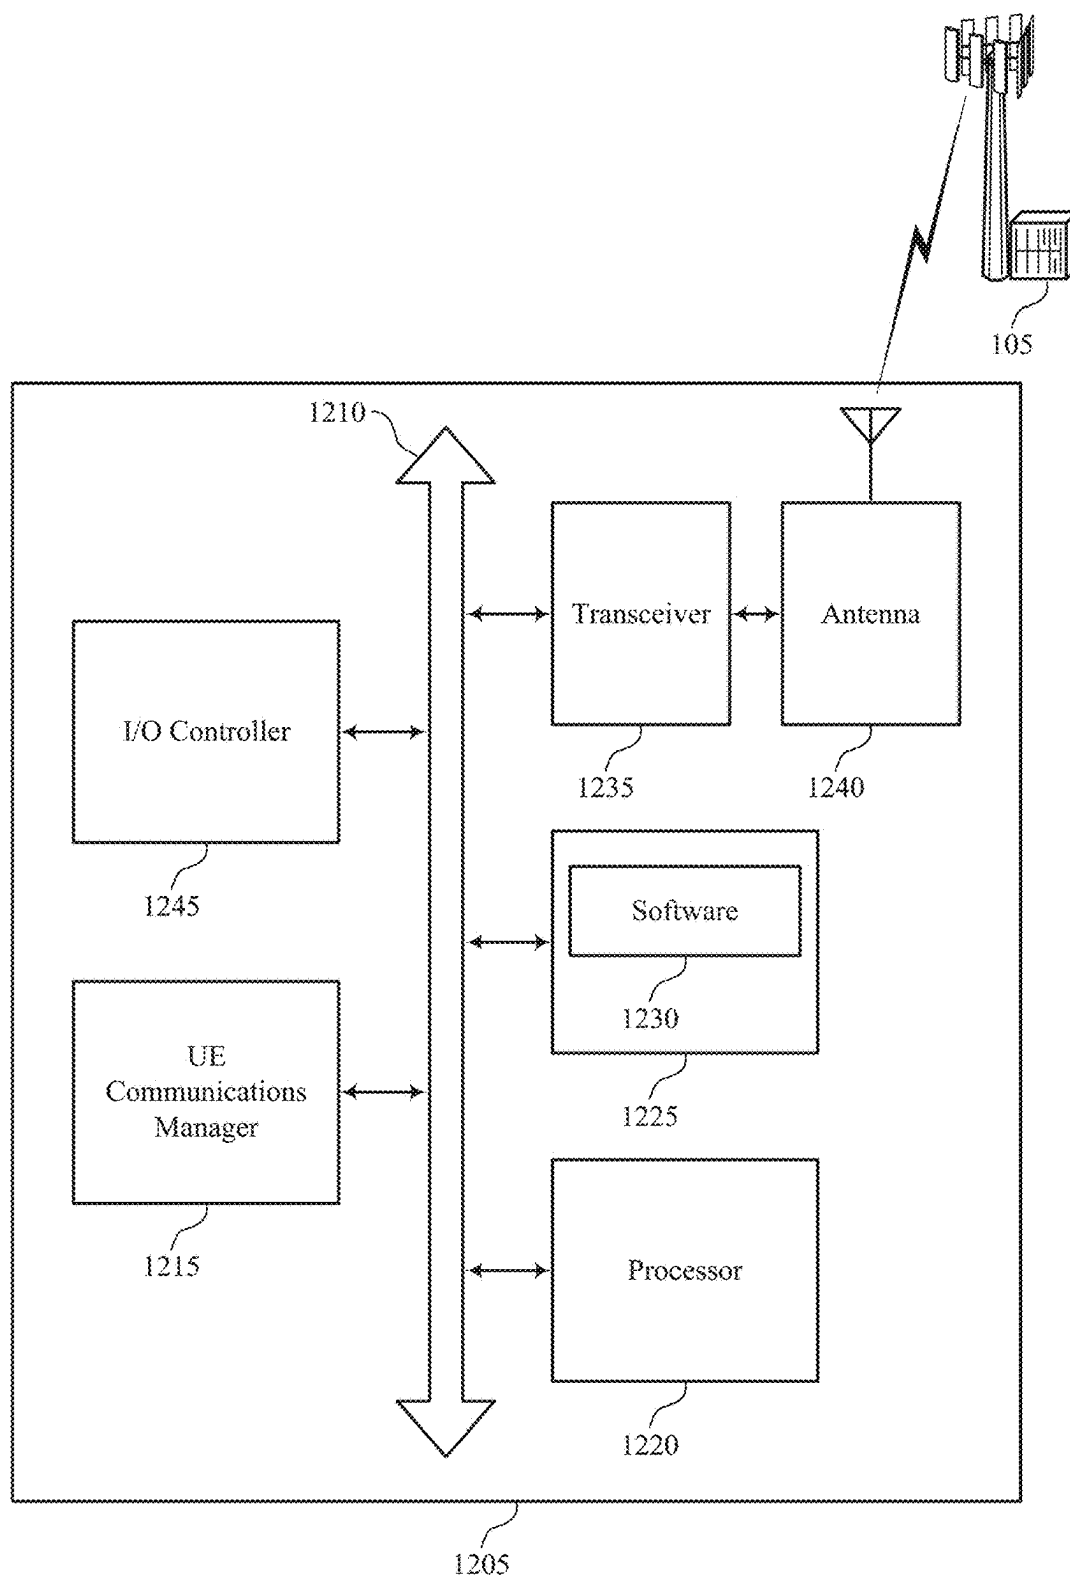 105
1210
Transceiver
Antenna
I/O Controller
1235
1240
Software
1245
1230
UE
Communications
Manager
1225
1215
Processor
1220
1205